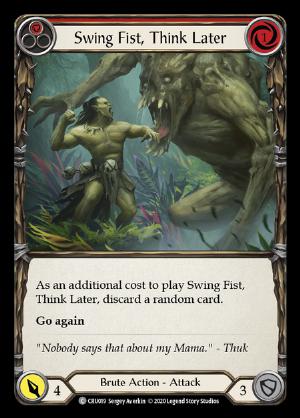 Swing Fist, Think Later
1
As an additional cost to play Swing Fist,
Think Later, discard a random card.
Go again
"Nobody says that about my Mama." - Thuk
4
Brute Action - Attack
3
C CRU009 Sergey Averkin © 2020 Legend Story Studios